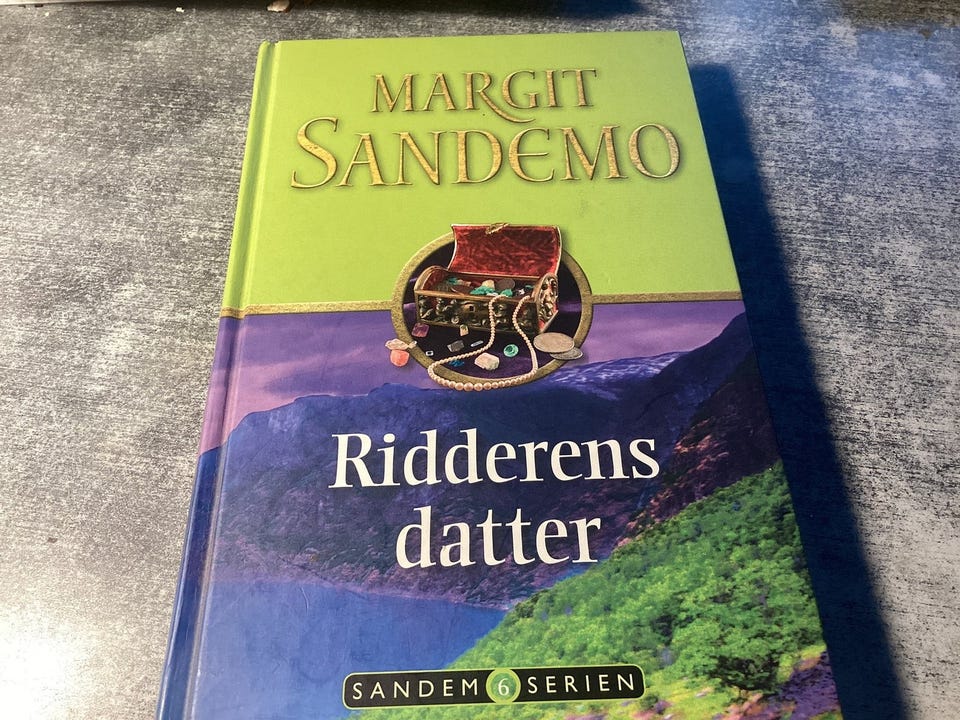 MARGIT
SANDEMO
Ridderens
datter
SANDEM 6 SERIEN